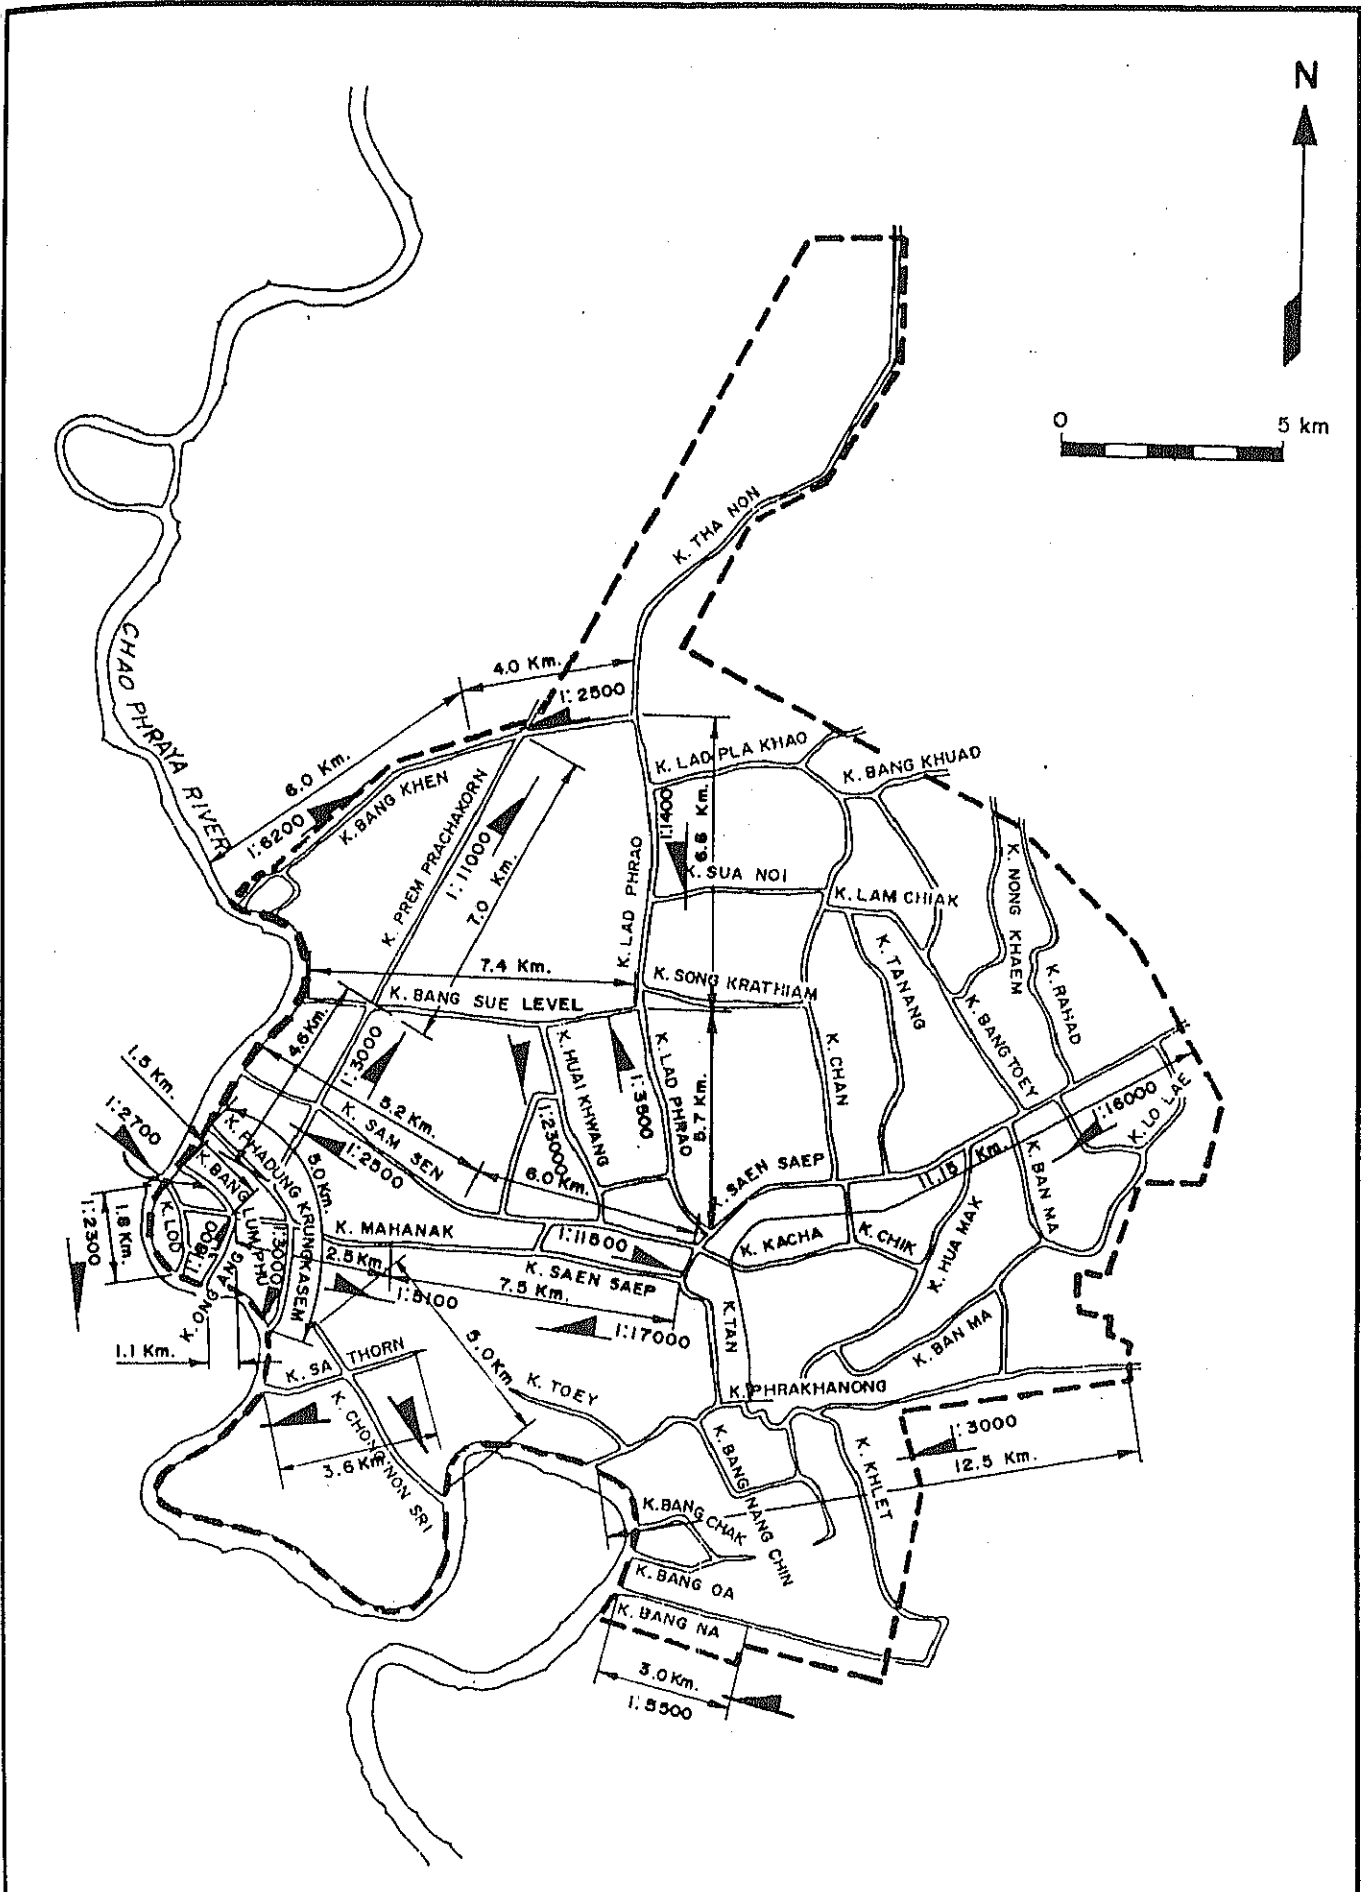 N
0
5 km
K. THA NON
CHAO PHRAYA RIVER
4.0 Km.
1:2500
6.0 Km.
1:6200
K. BANG KHEN
K. PREM PRACHAKORN
1:11000
7.0 Km.
K. LAD PLA KHAO
K. BANG KHUAD
1:1400
6.6 Km.
K. LAD PHRAO
K. SUA NOI
K. LAM CHIAK
K. NONG KHAEM
K. RAHAD
K. TANANG
7.4 Km.
K. SONG KRATHIAM
K. BANG SUE LEVEL
K. BANG TOEY
4.6 Km.
1:3000
K. HUAI KHWANG
1:3500
K. LAD PHRAO
5.7 Km.
K. CHAN
1.5 Km.
1:2700
5.2 Km.
K. SAM SEN
1:2500
1:23000
6.0 Km.
K. SAEN SAEP
11.15 Km.
1:16000
K. LO LAE
K. BAN MA
K. PHADUNG KRUNGKASEM
5.0 Km.
K. BANG LUM PHU
K. LOD
1:2300
1.8 Km.
1:1800
1:3000
K. ONG ANG
K. MAHANAK
2.5 Km.
1:5100
1:11500
K. SAEN SAEP
7.5 Km.
1:17000
K. KACHA
K. CHIK
K. HUA MAK
K. TAN
K. BAN MA
1.1 Km.
K. SA THORN
K. CHONG NON SRI
3.6 Km.
5.0 Km.
K. TOEY
K. PHRAKHANONG
1:3000
12.5 Km.
K. KHLET
K. BANG NANG CHIN
K. BANG CHAK
K. BANG OA
K. BANG NA
3.0 Km.
1:5500